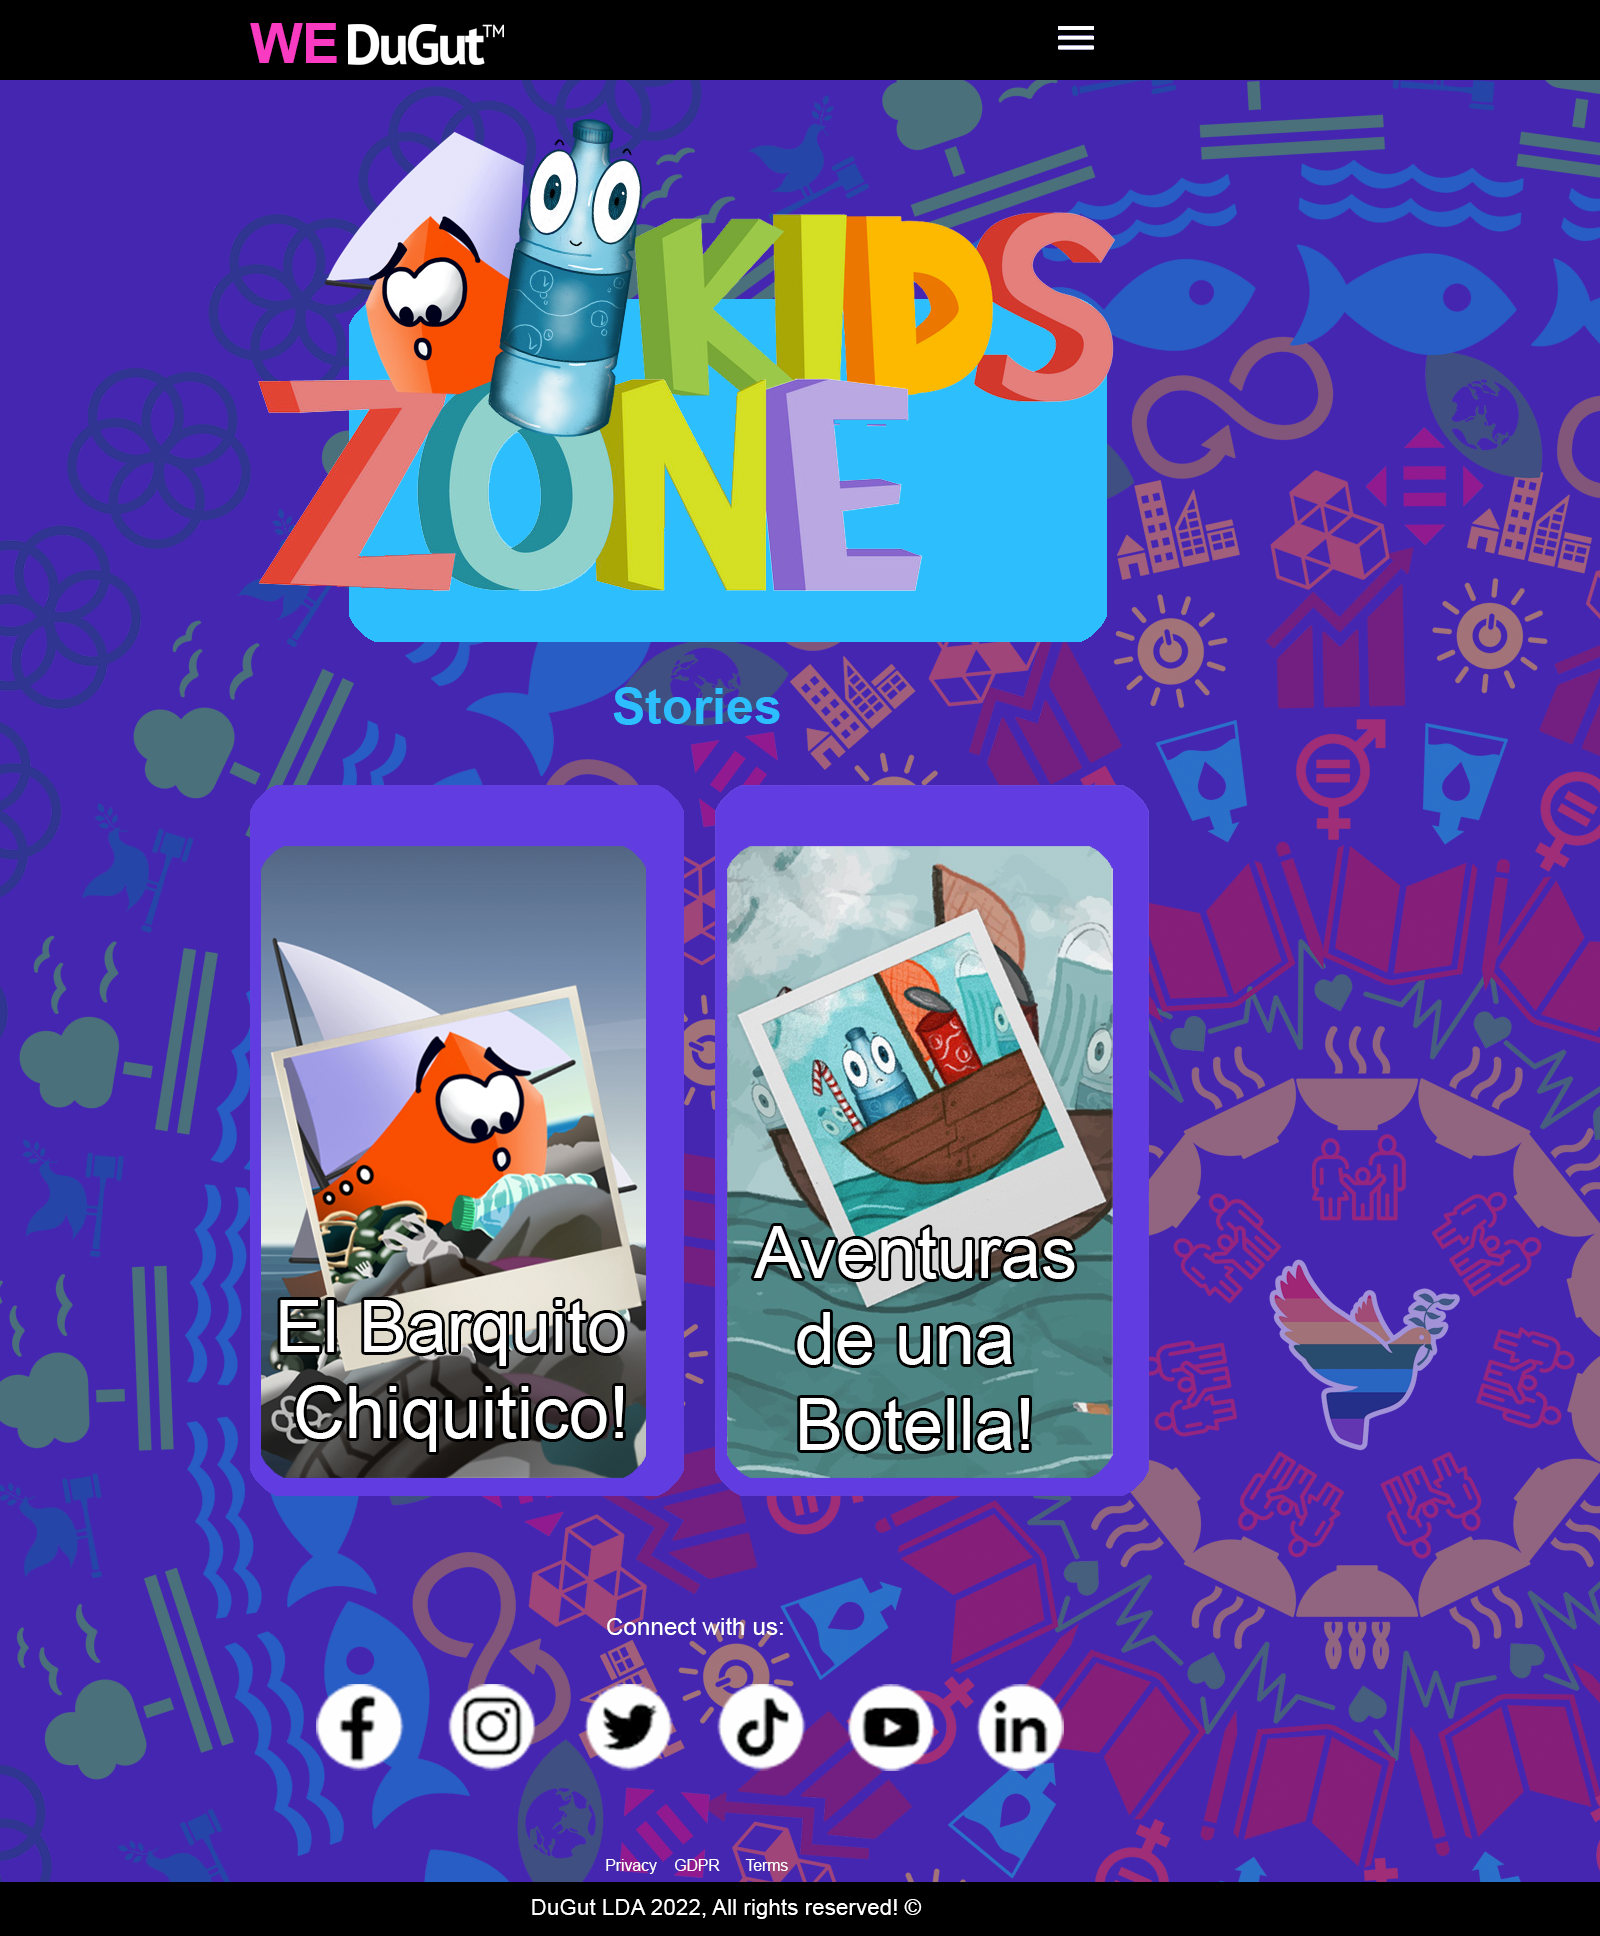 WE DuGut™
KIDS
ZONE
Stories
El Barquito
Chiquitico!
Aventuras
de una
Botella!
Connect with us:
Privacy GDPR Terms
DuGut LDA 2022, All rights reserved! ©